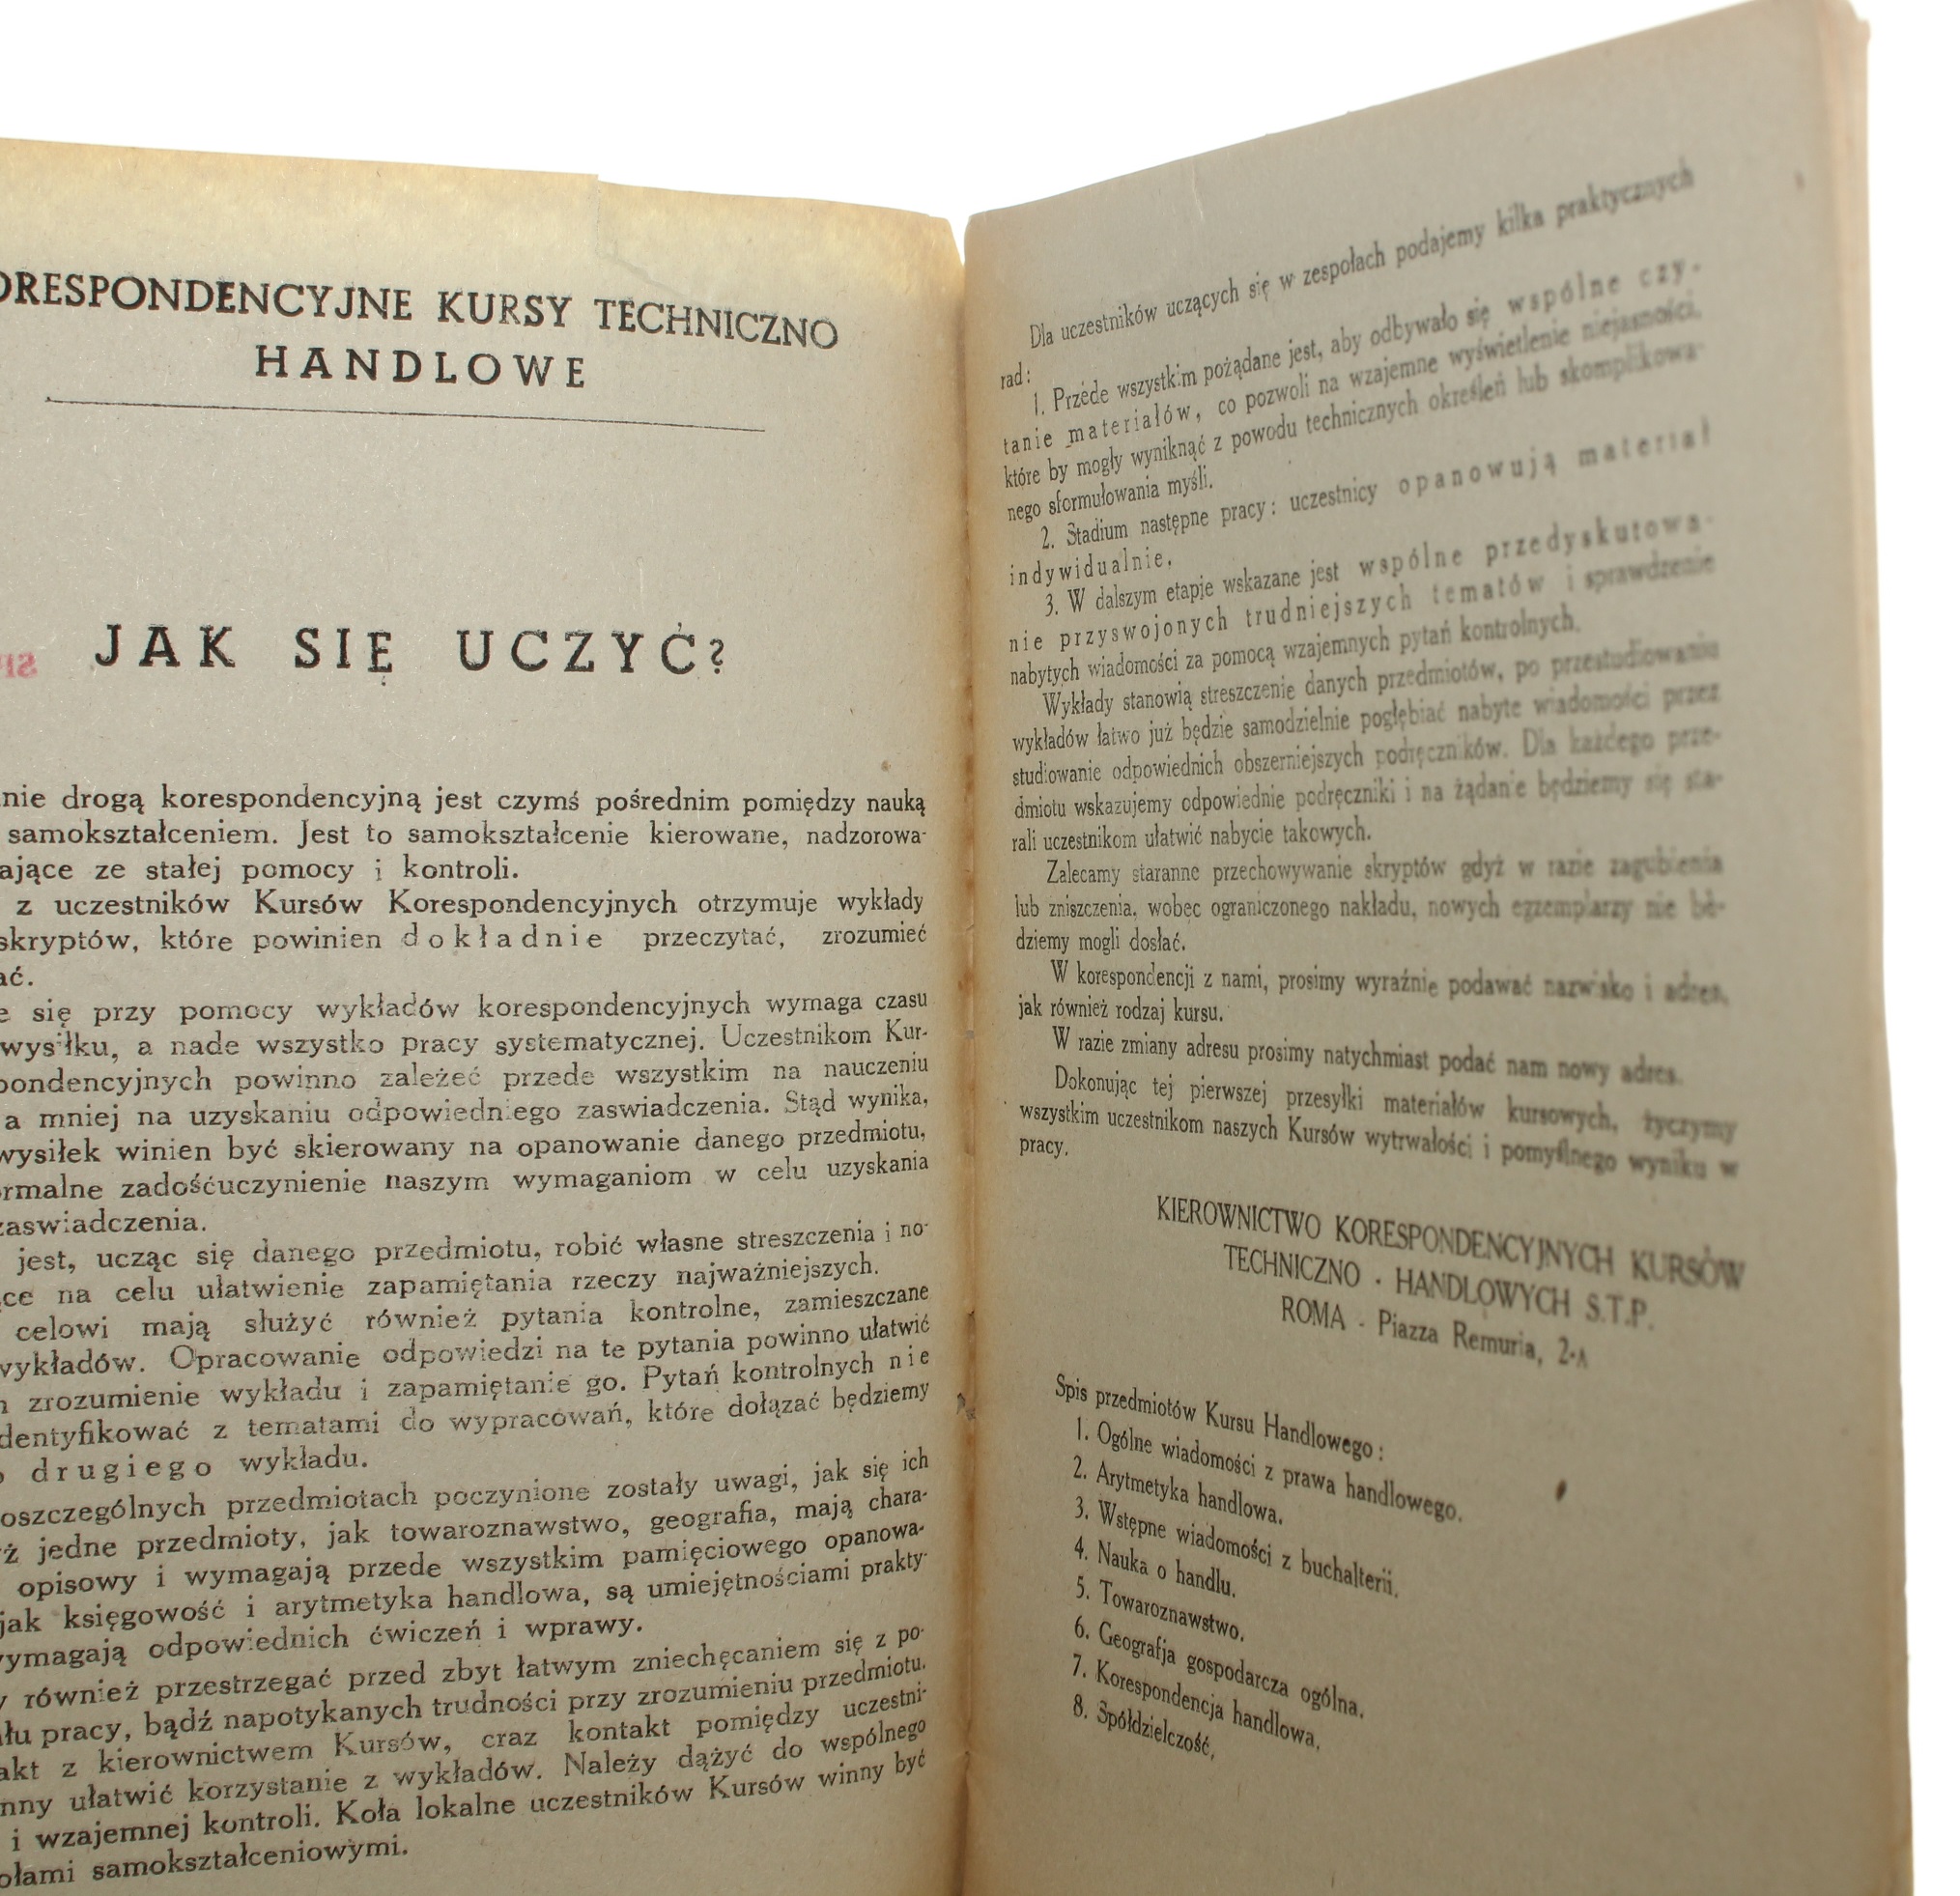 ORESPONDENCYJNE KURSY TECHNICZNO
HANDLOWE
JAK SIĘ UCZYĆ?
nie drogą korespondencyjną jest czymś pośrednim pomiędzy nauką
samokształceniem. Jest to samokształcenie kierowane, nadzorowa-
ające ze stałej pomocy i kontroli.
z uczestników Kursów Korespondencyjnych otrzymuje wykłady
skryptów, które powinien dokładnie przeczytać, zrozumieć
ać.
e się przy pomocy wykładów korespondencyjnych wymaga czasu
wysiłku, a nade wszystko pracy systematycznej. Uczestnikom Kur-
pondencyjnych powinno zależeć przede wszystkim na nauczeniu
a mniej na uzyskaniu odpowiedniego zaswiadczenia. Stąd wynika,
wysiłek winien być skierowany na opanowanie danego przedmiotu,
ormalne zadośćuczynienie naszym wymaganiom w celu uzyskania
zaswiadczenia.
jest, ucząc się danego przedmiotu, robić własne streszczenia i no-
ące na celu ułatwienie zapamiętania rzeczy najważniejszych.
celowi mają służyć również pytania kontrolne, zamieszczane
wykładów. Opracowanie odpowiedzi na te pytania powinno ułatwić
zrozumienie wykładu i zapamiętanie go. Pytań kontrolnych nie
dentyfikować z tematami do wypracowań, które dołązać będziemy
drugiego wykładu.
oszczególnych przedmiotach poczynione zostały uwagi, jak się ich
ż jedne przedmioty, jak towaroznawstwo, geografia, mają chara-
opisowy i wymagają przede wszystkim pamięciowego opanowa-
jak księgowość i arytmetyka handlowa, są umiejętnościami prakty-
ymagają odpowiednich ćwiczeń i wprawy.
y również przestrzegać przed zbyt łatwym zniechęcaniem się z po-
łu pracy, bądź napotykanych trudności przy zrozumieniu przedmiotu.
akt z kierownictwem Kursów, craz kontakt pomiędzy uczestni-
nny ułatwić korzystanie z wykładów. Należy dążyć do wspólnego
i wzajemnej kontroli. Koła lokalne uczestników Kursów winny być
ołami samokształceniowymi.
Dla uczestników uczących się w zespołach podajemy kilka praktycznych
rad:
1. Przede wszystkim pożądane jest, aby odbywało się wspólne czy-
tanie materiałów, co pozwoli na wzajemne wyświetlenie niejasności,
które by mogły wyniknąć z powodu technicznych określeń lub skomplikowa-
nego sformułowania myśli.
2. Stadium następne pracy: uczestnicy opanowują materiał
indywidualnie.
3. W dalszym etapie wskazane jest wspólne przedyskutowa-
nie przyswojonych trudniejszych tematów i sprawdzenie
nabytych wiadomości za pomocą wzajemnych pytań kontrolnych.
Wykłady stanowią streszczenie danych przedmiotów, po przestudiowaniu
wykładów łatwo już będzie samodzielnie pogłębiać nabyte wiadomości przez
studiowanie odpowiednich obszerniejszych podręczników. Dla każdego prze-
dmiotu wskazujemy odpowiednie podręczniki i na żądanie będziemy się sta-
rali uczestnikom ułatwić nabycie takowych.
Zalecamy staranne przechowywanie skryptów gdyż w razie zagubienia
lub zniszczenia, wobec ograniczonego nakładu, nowych egzemplarzy nie bę-
dziemy mogli dosłać.
W korespondencji z nami, prosimy wyraźnie podawać nazwisko i adres,
jak również rodzaj kursu.
W razie zmiany adresu prosimy natychmiast podać nam nowy adres.
Dokonując tej pierwszej przesyłki materiałów kursowych, życzymy
wszystkim uczestnikom naszych Kursów wytrwałości i pomyślnego wyniku w
pracy.
KIEROWNICTWO KORESPONDENCYJNYCH KURSÓW
TECHNICZNO - HANDLOWYCH S.T.P.
ROMA - Piazza Remuria, 2-A
Spis przedmiotów Kursu Handlowego:
1. Ogólne wiadomości z prawa handlowego.
2. Arytmetyka handlowa.
3. Wstępne wiadomości z buchalterii.
4. Nauka o handlu.
5. Towaroznawstwo.
6. Geografja gospodarcza ogólna.
7. Korespondencja handlowa.
8. Spółdzielczość,